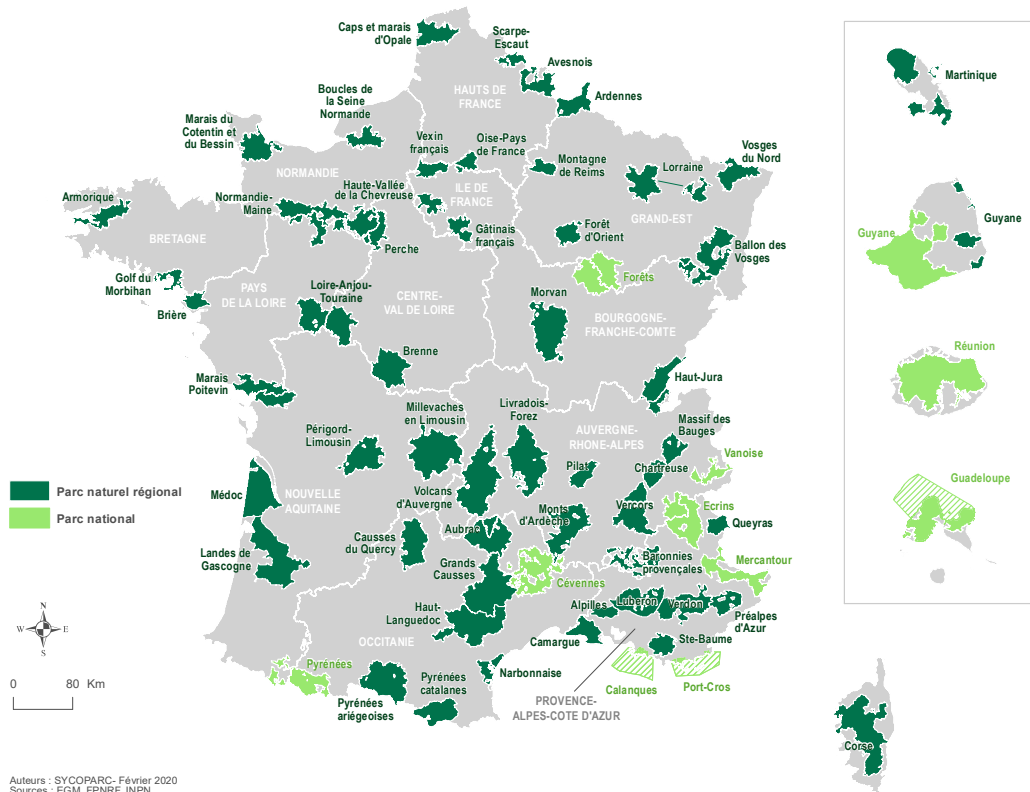 Caps et marais
d'Opale
Scarpe-
Escaut
Avesnois
Ardennes
HAUTS DE
FRANCE
Boucles de
la Seine
Normande
Marais du
Cotentin et
du Bessin
Vexin
français
Oise-Pays
de France
Montagne
de Reims
Lorraine
Vosges
du Nord
NORMANDIE
Armorique
Normandie-
Maine
Haute-Vallée
de la Chevreuse
ILE DE
FRANCE
GRAND-EST
BRETAGNE
Perche
Gâtinais
français
Forêt
d'Orient
Ballon des
Vosges
Golf du
Morbihan
Brière
PAYS
DE LA LOIRE
Loire-Anjou-
Touraine
CENTRE-
VAL DE LOIRE
Forêts
Morvan
BOURGOGNE-
FRANCHE-COMTE
Brenne
Haut-Jura
Marais
Poitevin
Périgord-
Limousin
Millevaches
en Limousin
Livradois-
Forez
AUVERGNE-
RHONE-ALPES
Massif des
Bauges
Vanoise
Chartreuse
Pilat
Médoc
NOUVELLE
AQUITAINE
Volcans
d'Auvergne
Monts
d'Ardèche
Vercors
Ecrins
Queyras
Landes de
Gascogne
Causses
du Quercy
Aubrac
Grands
Causses
Cévennes
Baronnies
provençales
Mercantour
Haut-
Languedoc
Alpilles
Luberon
Verdon
Préalpes
d'Azur
OCCITANIE
Camargue
Ste-Baume
Pyrénées
Pyrénées
ariégeoises
Pyrénées
catalanes
Narbonnaise
Calanques
Port-Cros
PROVENCE-
ALPES-COTE D'AZUR
Corse
Martinique
Guyane
Guyane
Réunion
Guadeloupe
Parc naturel régional
Parc national
N
W E
S
0 80 Km
Auteurs : SYCOPARC- Février 2020
Sources : FGM, FPNRF, INPN